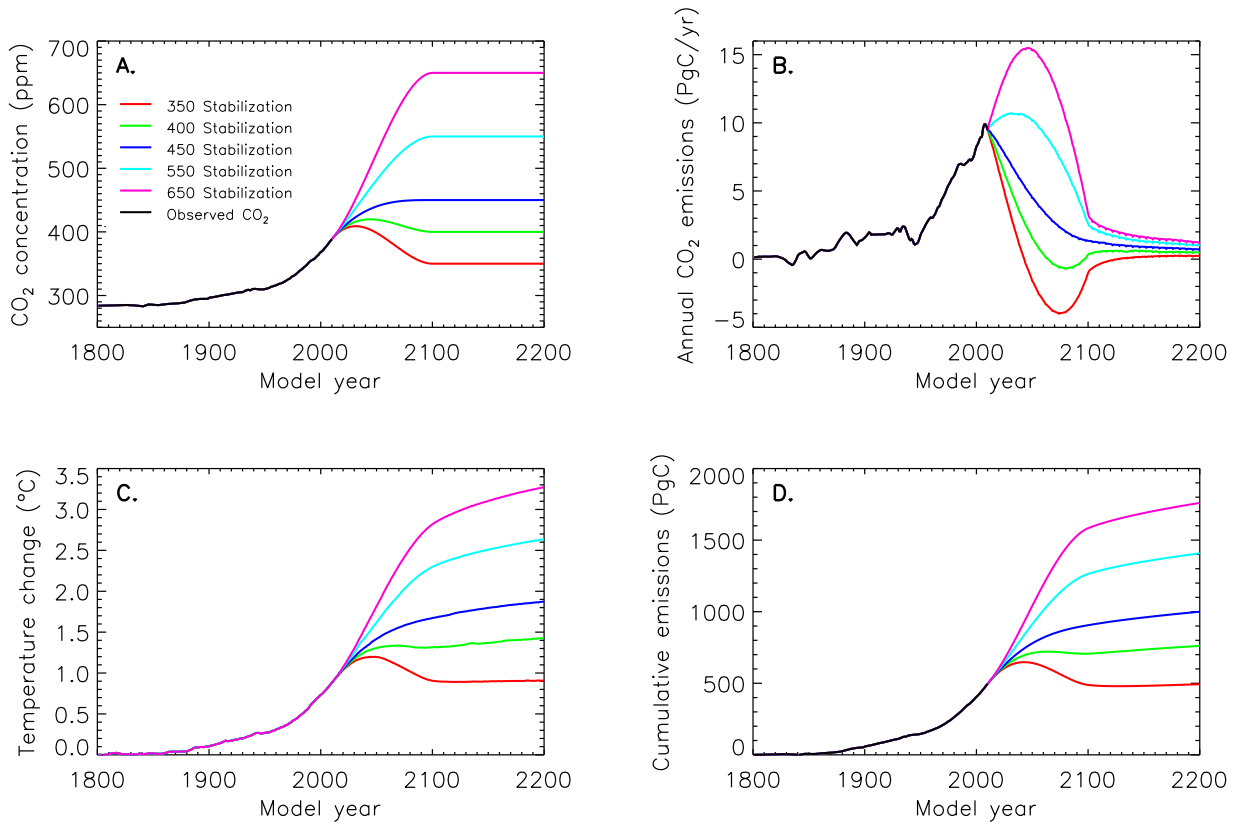 A.
CO₂ concentration (ppm)
700
600
500
400
300
350 Stabilization
400 Stabilization
450 Stabilization
550 Stabilization
650 Stabilization
Observed CO₂
1800 1900 2000 2100 2200
Model year
B.
Annual CO₂ emissions (PgC/yr)
15
10
5
0
-5
1800 1900 2000 2100 2200
Model year
C.
Temperature change (°C)
3.5
3.0
2.5
2.0
1.5
1.0
0.5
0.0
1800 1900 2000 2100 2200
Model year
D.
Cumulative emissions (PgC)
2000
1500
1000
500
0
1800 1900 2000 2100 2200
Model year